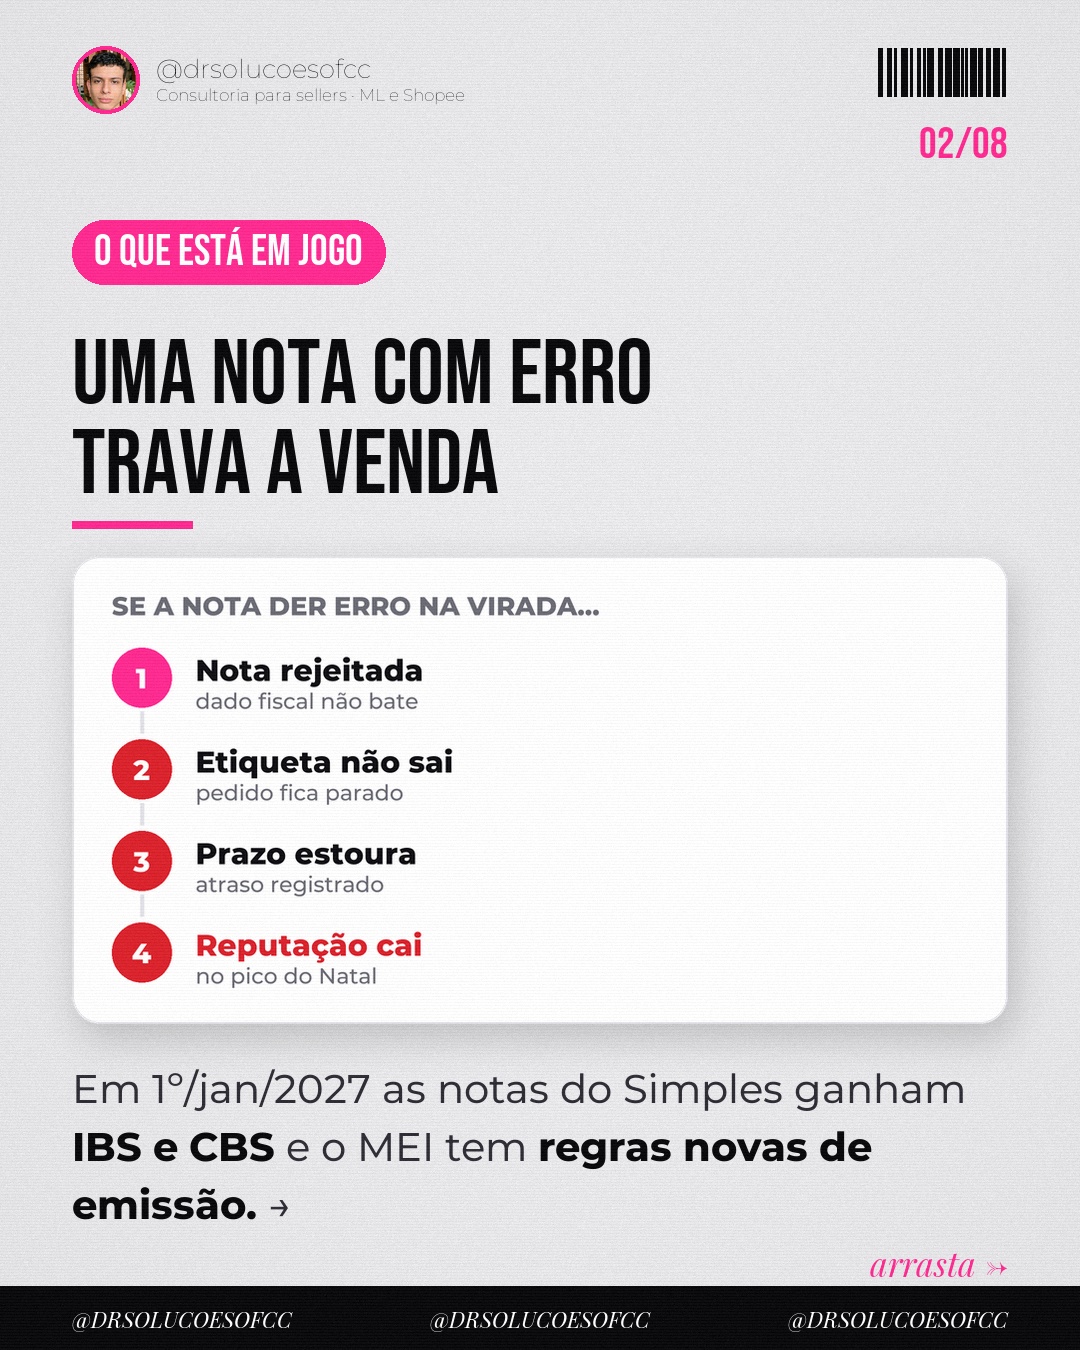 @drsolucoesofcc
Consultoria para sellers · ML e Shopee
02/08
O QUE ESTÁ EM JOGO
UMA NOTA COM ERRO
TRAVA A VENDA
SE A NOTA DER ERRO NA VIRADA...
1
Nota rejeitada
dado fiscal não bate
2
Etiqueta não sai
pedido fica parado
3
Prazo estoura
atraso registrado
4
Reputação cai
no pico do Natal
Em 1º/jan/2027 as notas do Simples ganham
IBS e CBS e o MEI tem regras novas de
emissão. →
arrasta ➳
@DRSOLUCOESOFCC @DRSOLUCOESOFCC @DRSOLUCOESOFCC